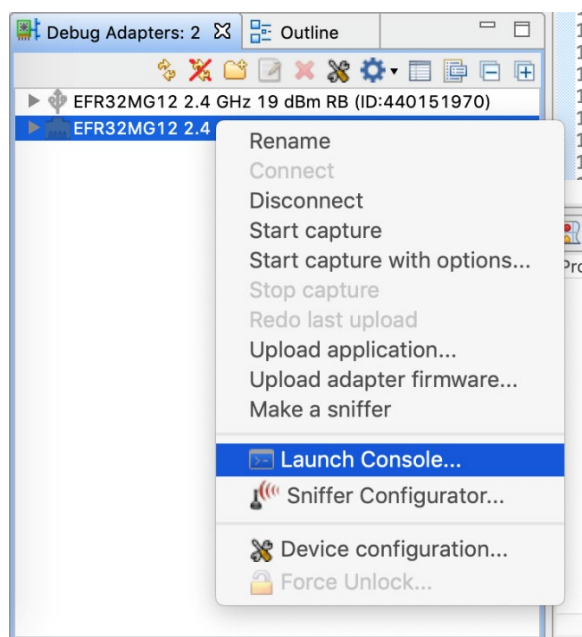 Debug Adapters: 2
Outline
EFR32MG12 2.4 GHz 19 dBm RB (ID:440151970)
EFR32MG12 2.4
Rename
Connect
Disconnect
Start capture
Start capture with options...
Stop capture
Redo last upload
Upload application...
Upload adapter firmware...
Make a sniffer
Launch Console...
Sniffer Configurator...
Device configuration...
Force Unlock...